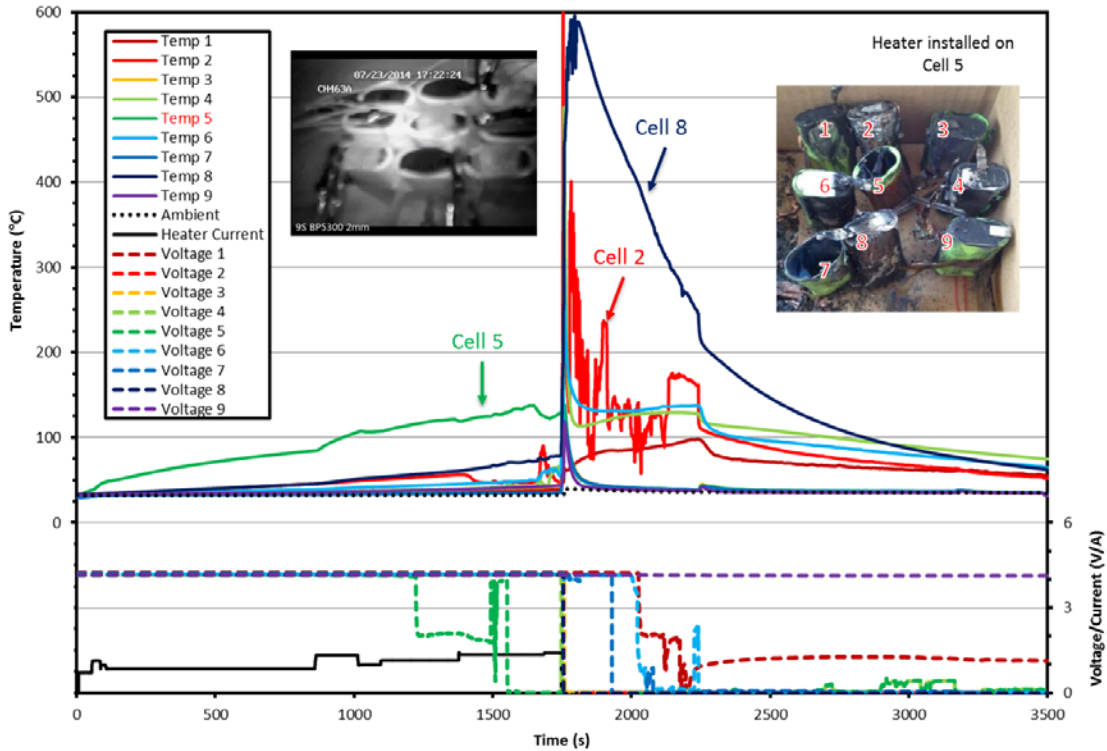 600
500
400
300
200
100
0
Temperature (°C)
Temp 1
Temp 2
Temp 3
Temp 4
Temp 5
Temp 6
Temp 7
Temp 8
Temp 9
Ambient
Heater Current
Voltage 1
Voltage 2
Voltage 3
Voltage 4
Voltage 5
Voltage 6
Voltage 7
Voltage 8
Voltage 9
07/23/2014 17:22:24
CH463A
9S BP5300 2mm
Cell 8
Cell 2
Cell 5
Heater installed on
Cell 5
1 2 3
6 5 4
7 8 9
6
3
0
Voltage/Current (V/A)
0 500 1000 1500 2000 2500 3000 3500
Time (s)